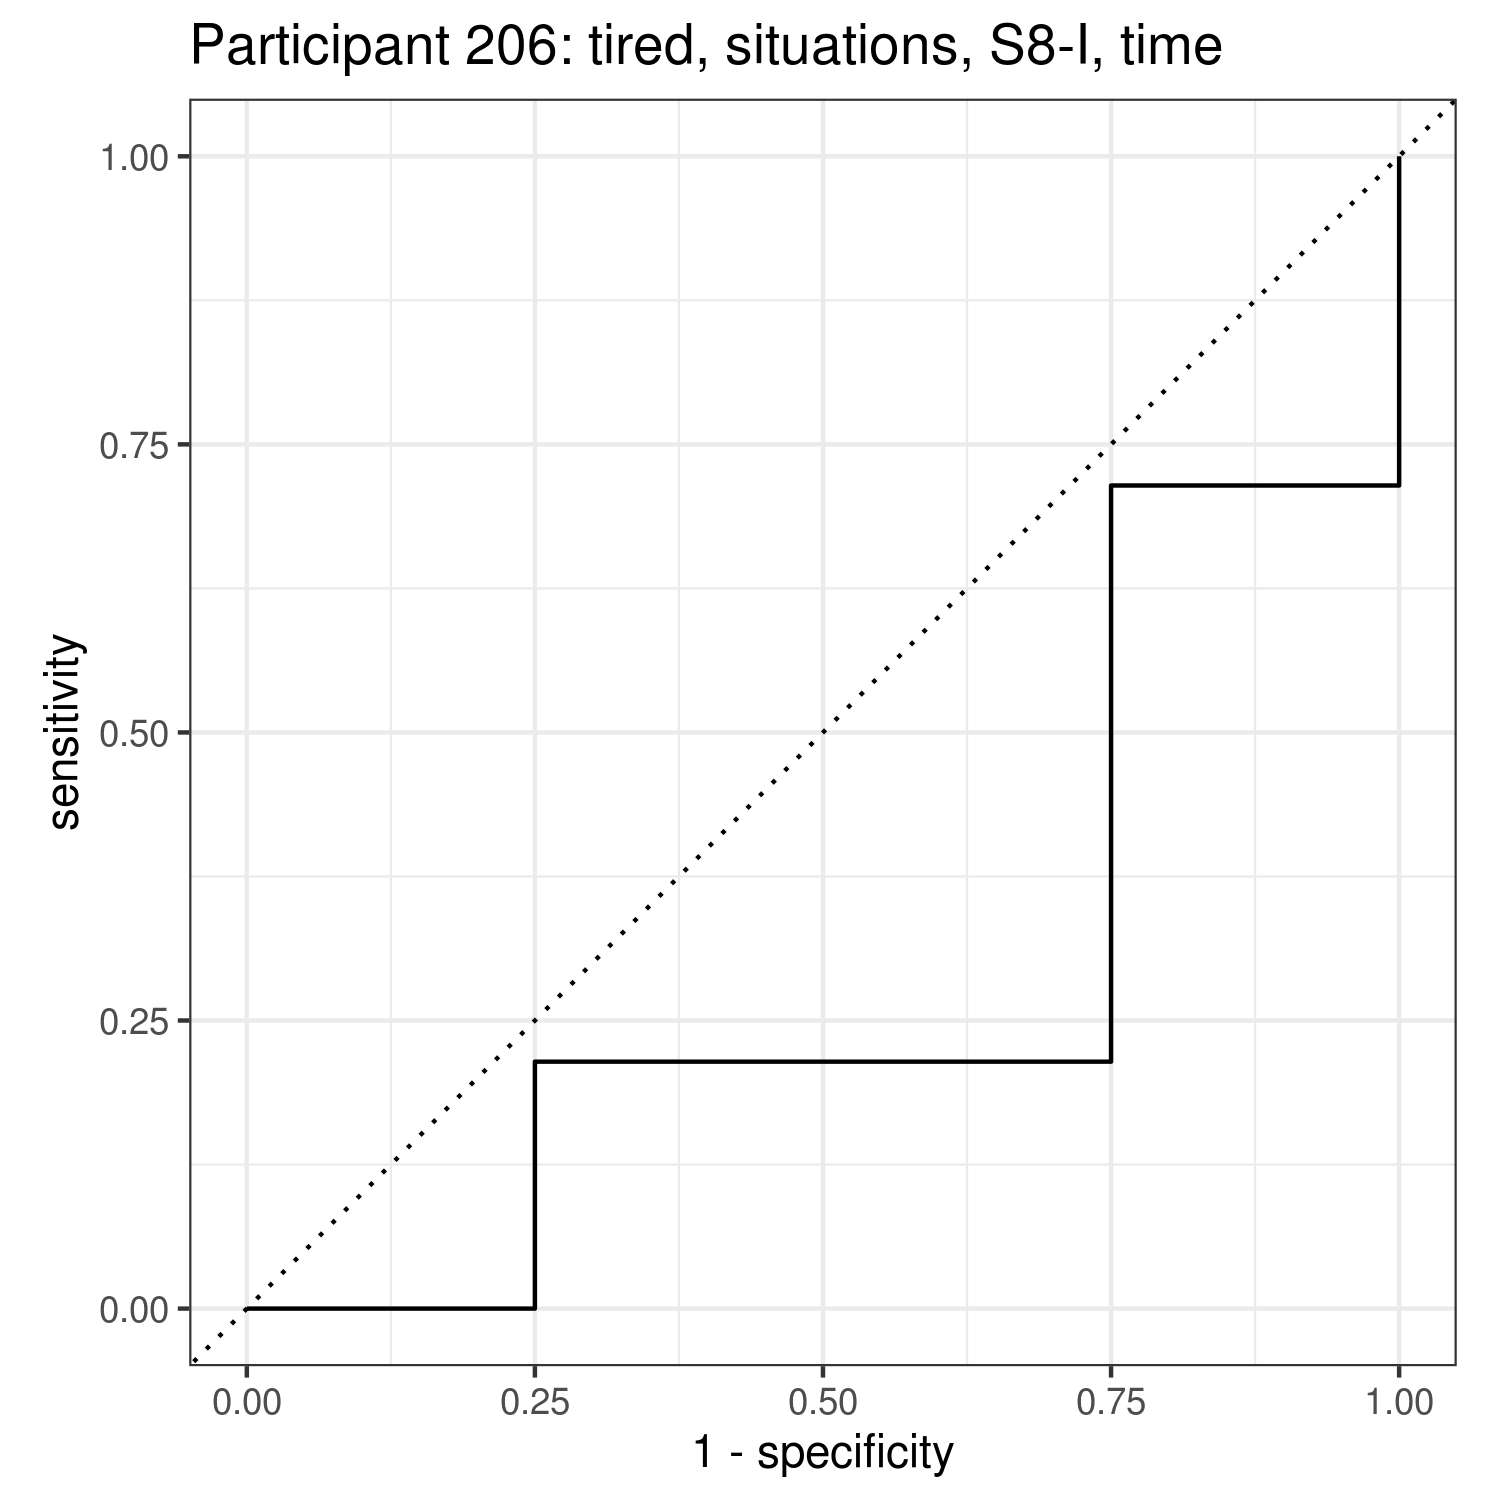 Participant 206: tired, situations, S8-I, time
1.00
0.75
0.50
0.25
0.00
sensitivity
0.00 0.25 0.50 0.75 1.00
1 - specificity